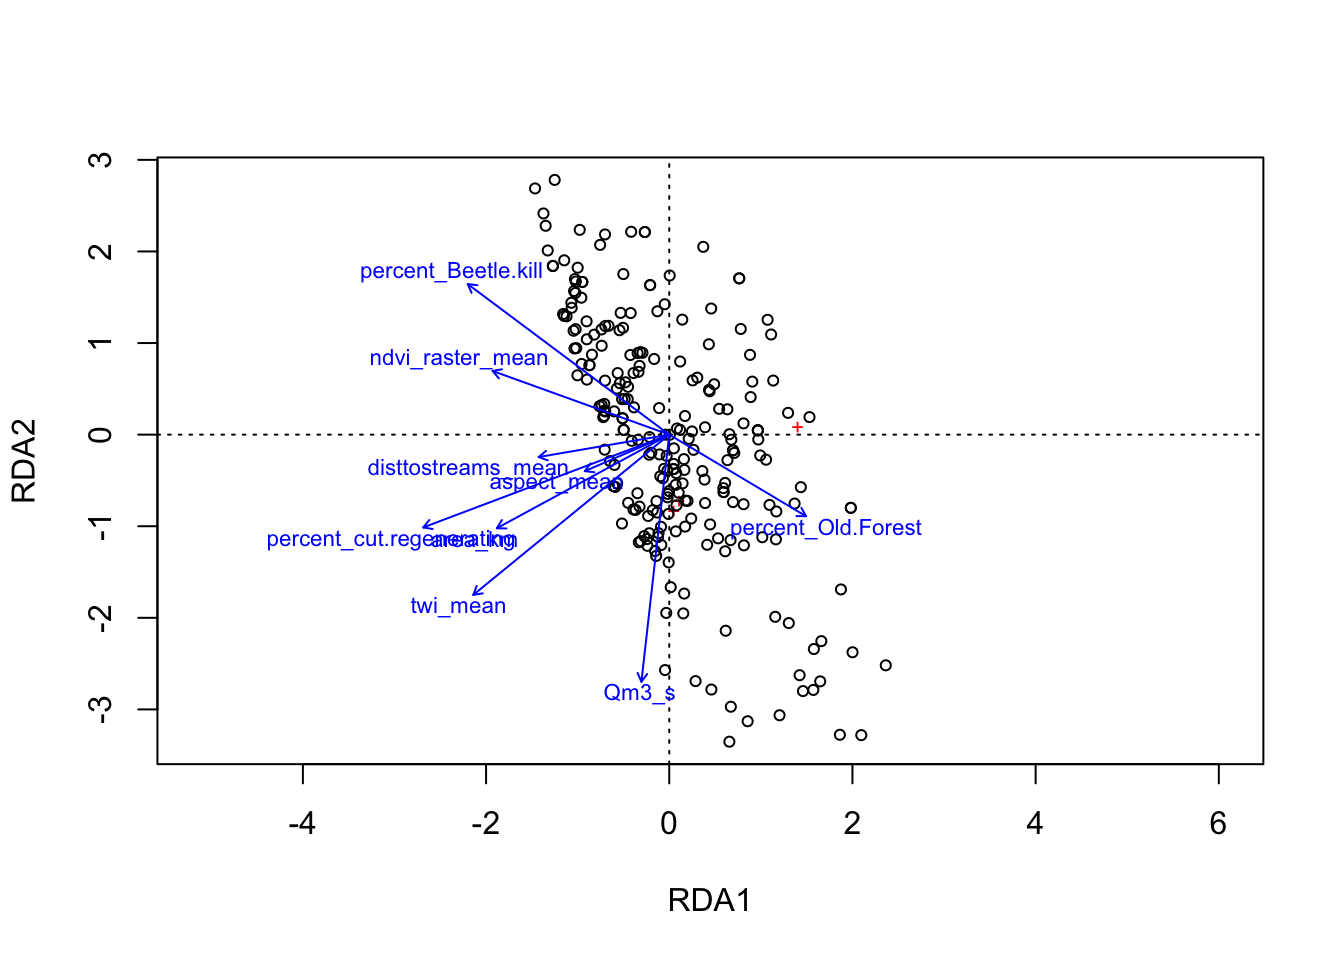 3
2
1
0
-1
-2
-3
RDA2
percent_Beetle.kill
ndvi_raster_mean
disttostreams_mean
aspect_mean
percent_Old.Forest
percent_cut.regenerating
area_km
twi_mean
Qm3_s
-4 -2 0 2 4 6
RDA1